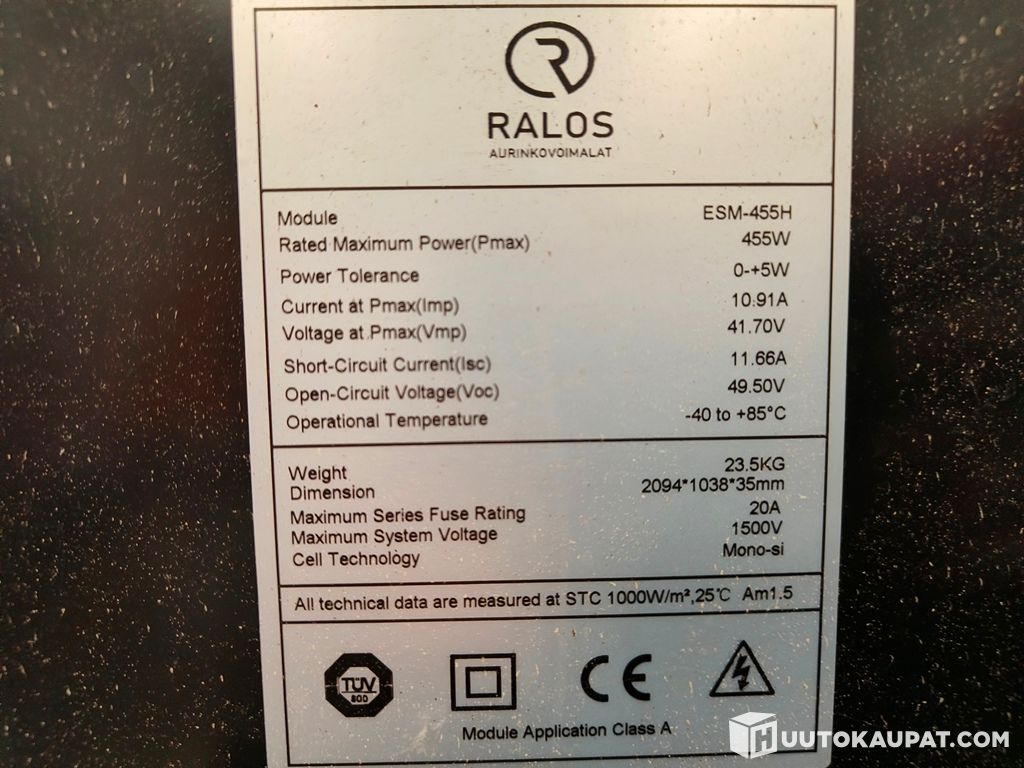 RALOS
AURINKOVOIMALAT
Module ESM-455H
Rated Maximum Power(Pmax) 455W
Power Tolerance 0-+5W
Current at Pmax(Imp) 10.91A
Voltage at Pmax(Vmp) 41.70V
Short-Circuit Current(Isc) 11.66A
Open-Circuit Voltage(Voc) 49.50V
Operational Temperature -40 to +85°C
Weight 23.5KG
Dimension 2094*1038*35mm
Maximum Series Fuse Rating 20A
Maximum System Voltage 1500V
Cell Technology Mono-si
All technical data are measured at STC 1000W/m²,25℃ Am1.5
TÜV
SÜD
CE
Module Application Class A
HUUTOKAUPAT.COM